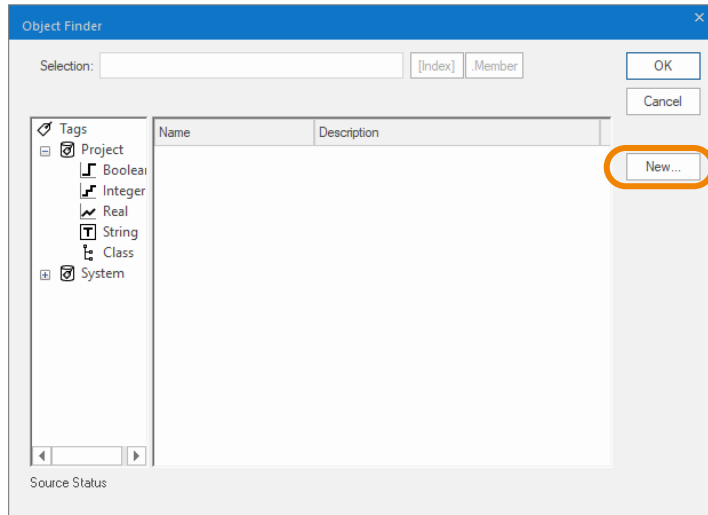 Object Finder
Selection: [Index] .Member OK
Cancel
Tags Name Description
Project New...
Boolea
Integer
Real
T String
Class
System
Source Status